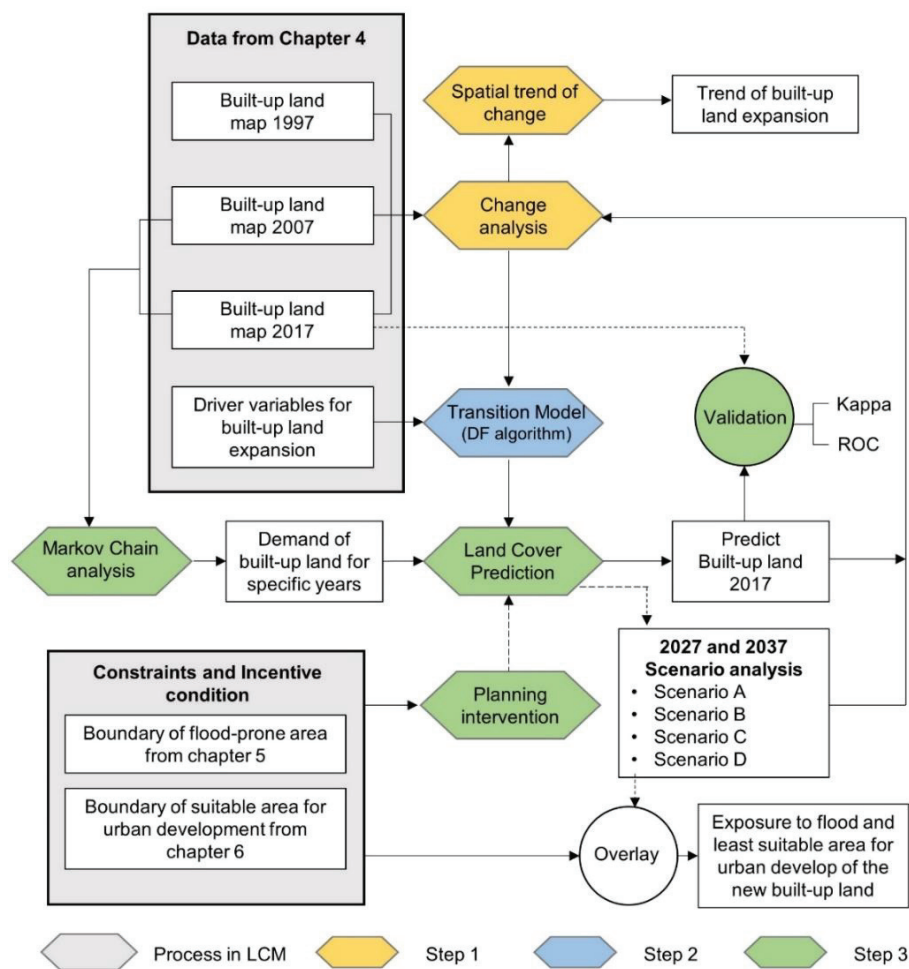 Data from Chapter 4
Built-up land
map 1997
Built-up land
map 2007
Built-up land
map 2017
Driver variables for
built-up land
expansion
Spatial trend of
change
Trend of built-up
land expansion
Change
analysis
Transition Model
(DF algorithm)
Validation
Kappa
ROC
Markov Chain
analysis
Demand of
built-up land for
specific years
Land Cover
Prediction
Predict
Built-up land
2017
Constraints and Incentive
condition
Boundary of flood-prone area
from chapter 5
Boundary of suitable area for
urban development from
chapter 6
Planning
intervention
2027 and 2037
Scenario analysis
• Scenario A
• Scenario B
• Scenario C
• Scenario D
Overlay
Exposure to flood and
least suitable area for
urban develop of the
new built-up land
Process in LCM
Step 1
Step 2
Step 3